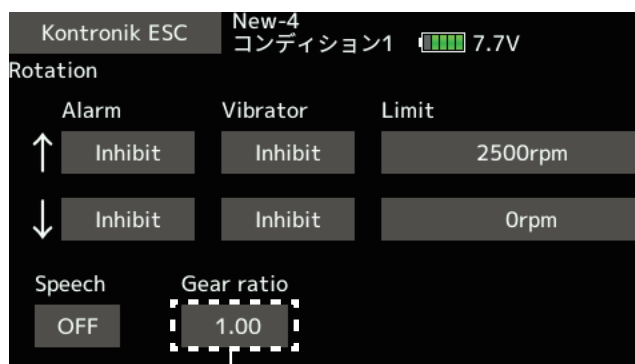 Kontronik ESC
New-4
コンディション1 7.7V
Rotation
Alarm Vibrator Limit
↑ Inhibit Inhibit 2500rpm
↓ Inhibit Inhibit 0rpm
Speech Gear ratio
OFF 1.00